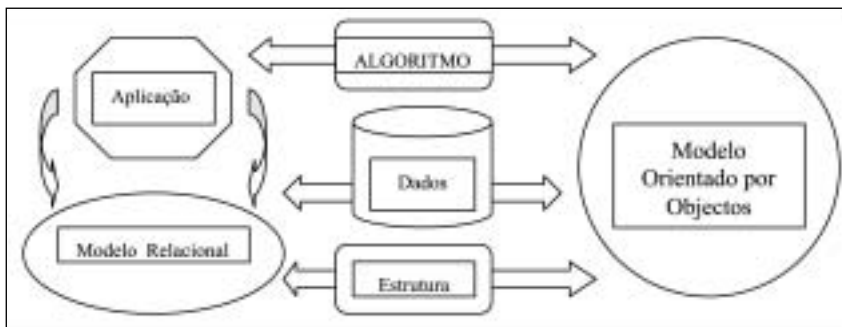 ALGORITMO
Aplicação
Dados
Modelo
Orientado por
Objectos
Modelo Relacional
Estrutura